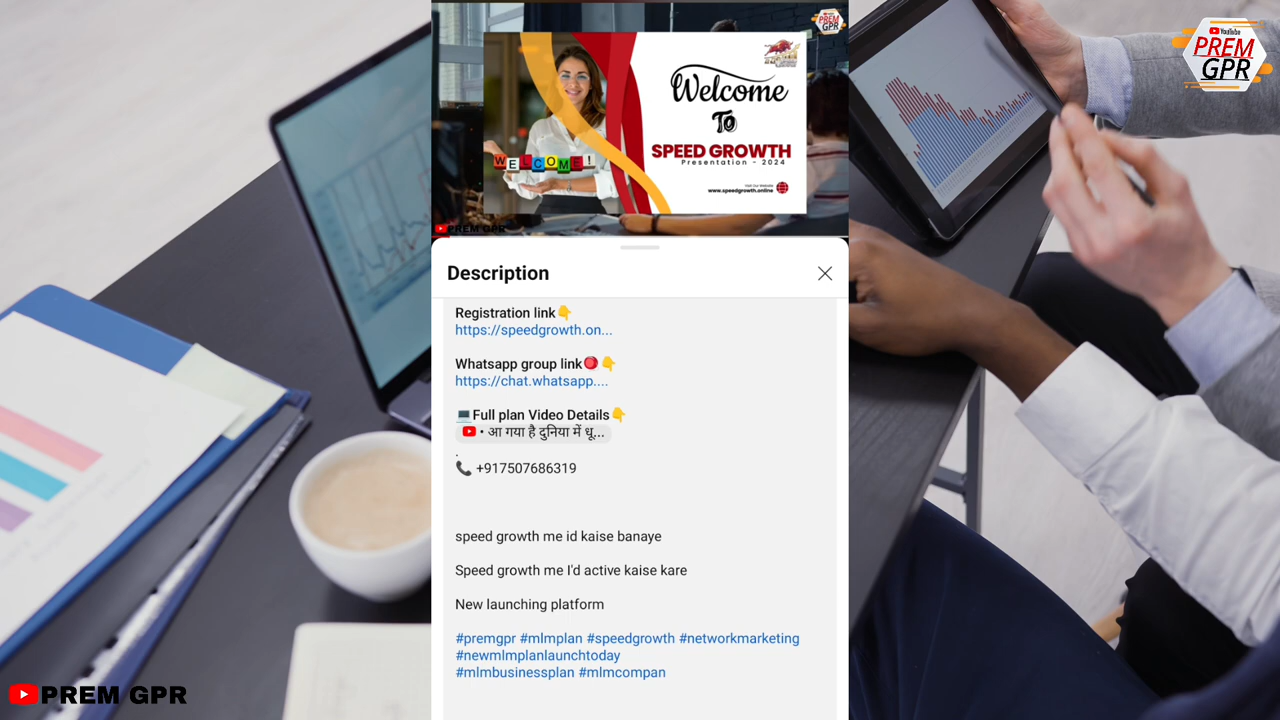 YouTube
PREM
GPR
PREM
GPR
Welcome
To
SPEED GROWTH
Presentation - 2024
WELCOME!
Visit Our Website
www.speedgrowth.online
PREM GPR
Description
Registration link👇
https://speedgrowth.on...
Whatsapp group link🧶👇
https://chat.whatsapp....
💻Full plan Video Details👇
• आ गया है दुनिया में धू...
.
📞 +917507686319
speed growth me id kaise banaye
Speed growth me I'd active kaise kare
New launching platform
#premgpr #mlmplan #speedgrowth #networkmarketing
#newmlmplanlaunchtoday
#mlmbusinessplan #mlmcompan
PREM GPR